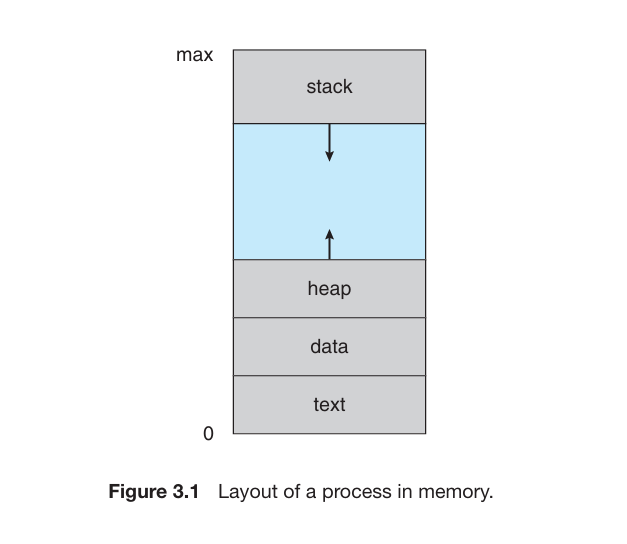 max
stack
heap
data
text
0
Figure 3.1 Layout of a process in memory.